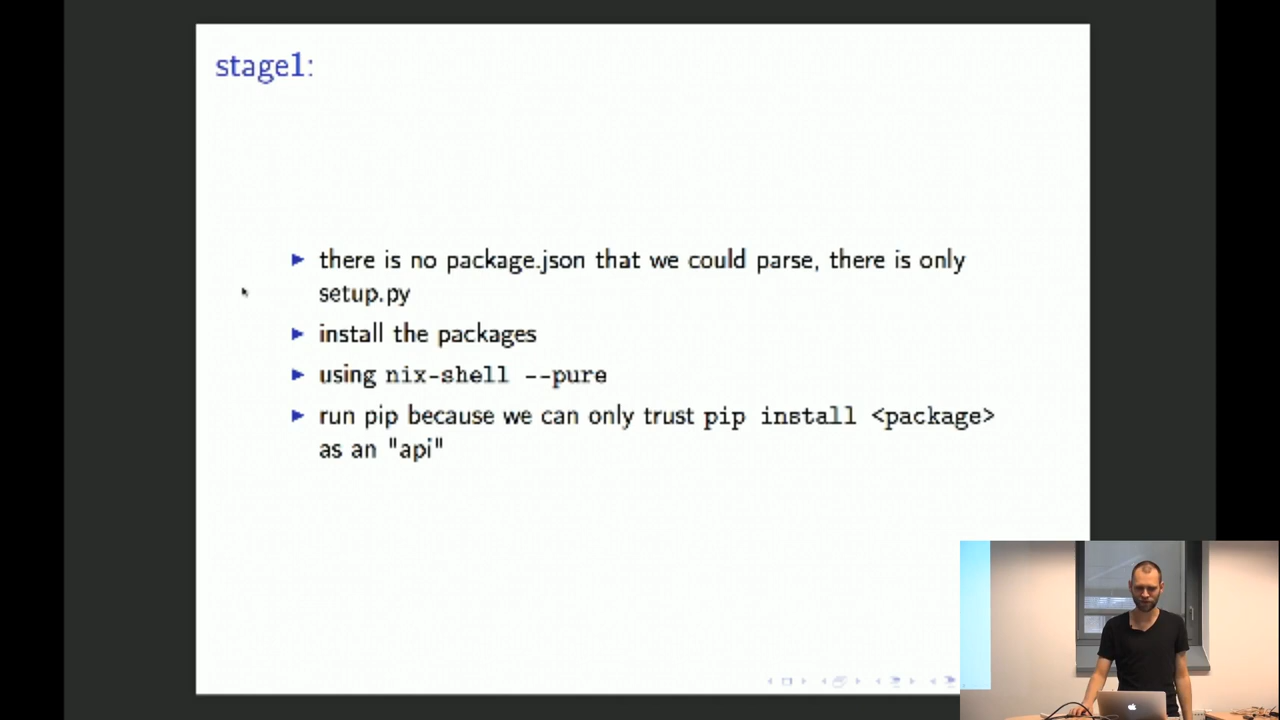 stage1:
there is no package.json that we could parse, there is only
setup.py
install the packages
using nix-shell --pure
run pip because we can only trust pip install <package>
as an "api"